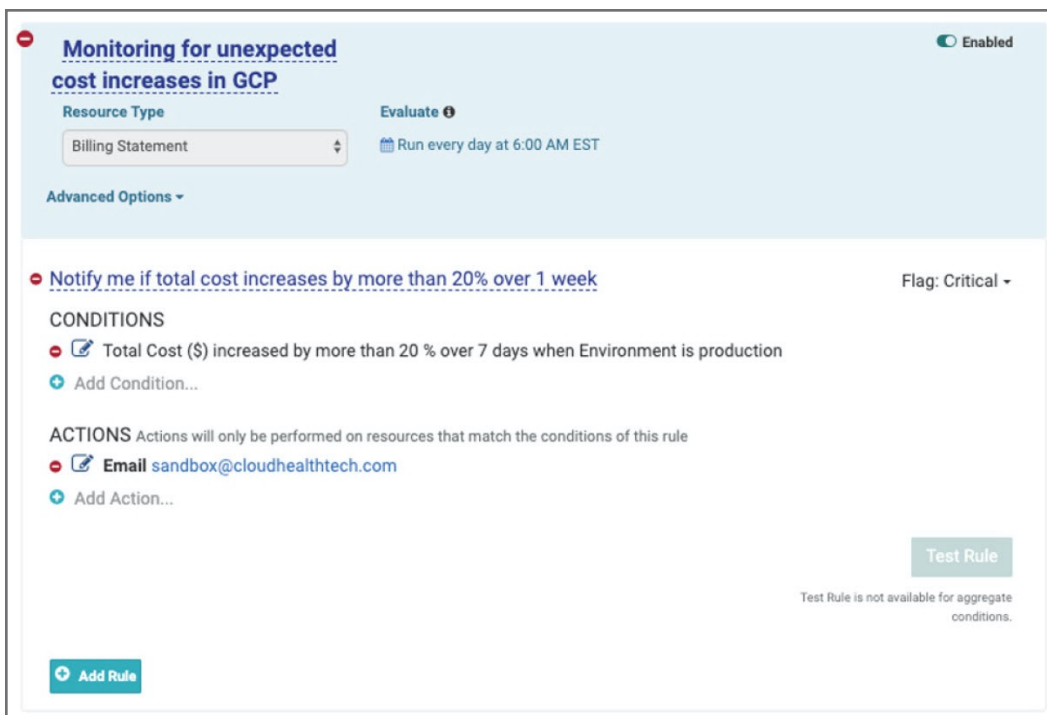 Monitoring for unexpected
cost increases in GCP
Enabled
Resource Type
Evaluate
Billing Statement
Run every day at 6:00 AM EST
Advanced Options
Notify me if total cost increases by more than 20% over 1 week
Flag: Critical
CONDITIONS
Total Cost ($) increased by more than 20 % over 7 days when Environment is production
Add Condition...
ACTIONS Actions will only be performed on resources that match the conditions of this rule
Email sandbox@cloudhealthtech.com
Add Action...
Test Rule
Test Rule is not available for aggregate
conditions.
Add Rule